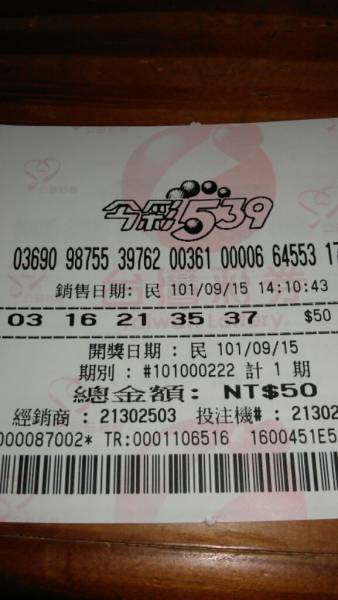 今彩539
03690 98755 39762 00361 00006 64553 17
銷售日期: 民 101/09/15 14:10:43
03 16 21 35 37 $50
開獎日期 : 民 101/09/15
期別 : #101000222 計 1 期
總金額: NT$50
經銷商 : 21302503 投注機# : 21302
000087002* TR:0001106516 1600451E5